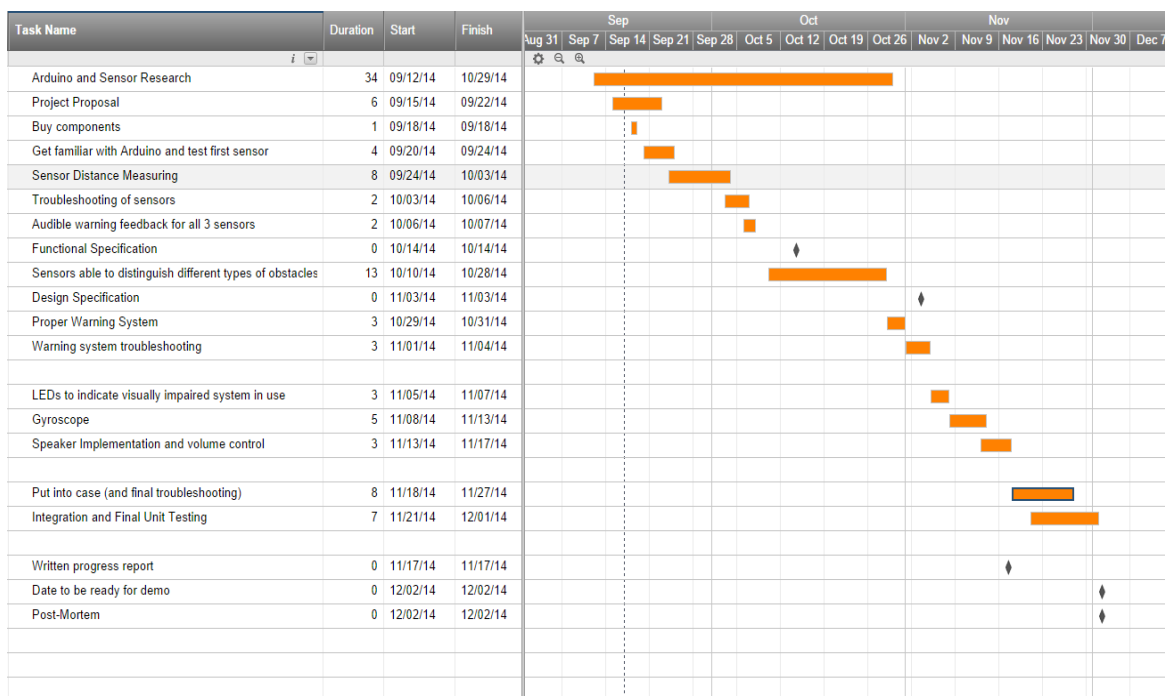 Task Name Duration Start Finish Sep Oct Nov
Aug 31 Sep 7 Sep 14 Sep 21 Sep 28 Oct 5 Oct 12 Oct 19 Oct 26 Nov 2 Nov 9 Nov 16 Nov 23 Nov 30 Dec 7
i
Arduino and Sensor Research 34 09/12/14 10/29/14
Project Proposal 6 09/15/14 09/22/14
Buy components 1 09/18/14 09/18/14
Get familiar with Arduino and test first sensor 4 09/20/14 09/24/14
Sensor Distance Measuring 8 09/24/14 10/03/14
Troubleshooting of sensors 2 10/03/14 10/06/14
Audible warning feedback for all 3 sensors 2 10/06/14 10/07/14
Functional Specification 0 10/14/14 10/14/14
Sensors able to distinguish different types of obstacles 13 10/10/14 10/28/14
Design Specification 0 11/03/14 11/03/14
Proper Warning System 3 10/29/14 10/31/14
Warning system troubleshooting 3 11/01/14 11/04/14
LEDs to indicate visually impaired system in use 3 11/05/14 11/07/14
Gyroscope 5 11/08/14 11/13/14
Speaker Implementation and volume control 3 11/13/14 11/17/14
Put into case (and final troubleshooting) 8 11/18/14 11/27/14
Integration and Final Unit Testing 7 11/21/14 12/01/14
Written progress report 0 11/17/14 11/17/14
Date to be ready for demo 0 12/02/14 12/02/14
Post-Mortem 0 12/02/14 12/02/14